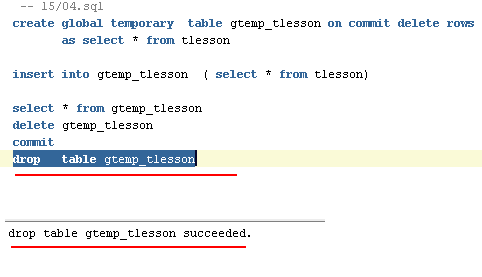 -- 15/04.sql
create global temporary  table gtemp_tlesson on commit delete rows
as select * from tlesson
insert into gtemp_tlesson  ( select * from tlesson)
select * from gtemp_tlesson
delete gtemp_tlesson
commit
drop   table gtemp_tlesson
drop table gtemp_tlesson succeeded.